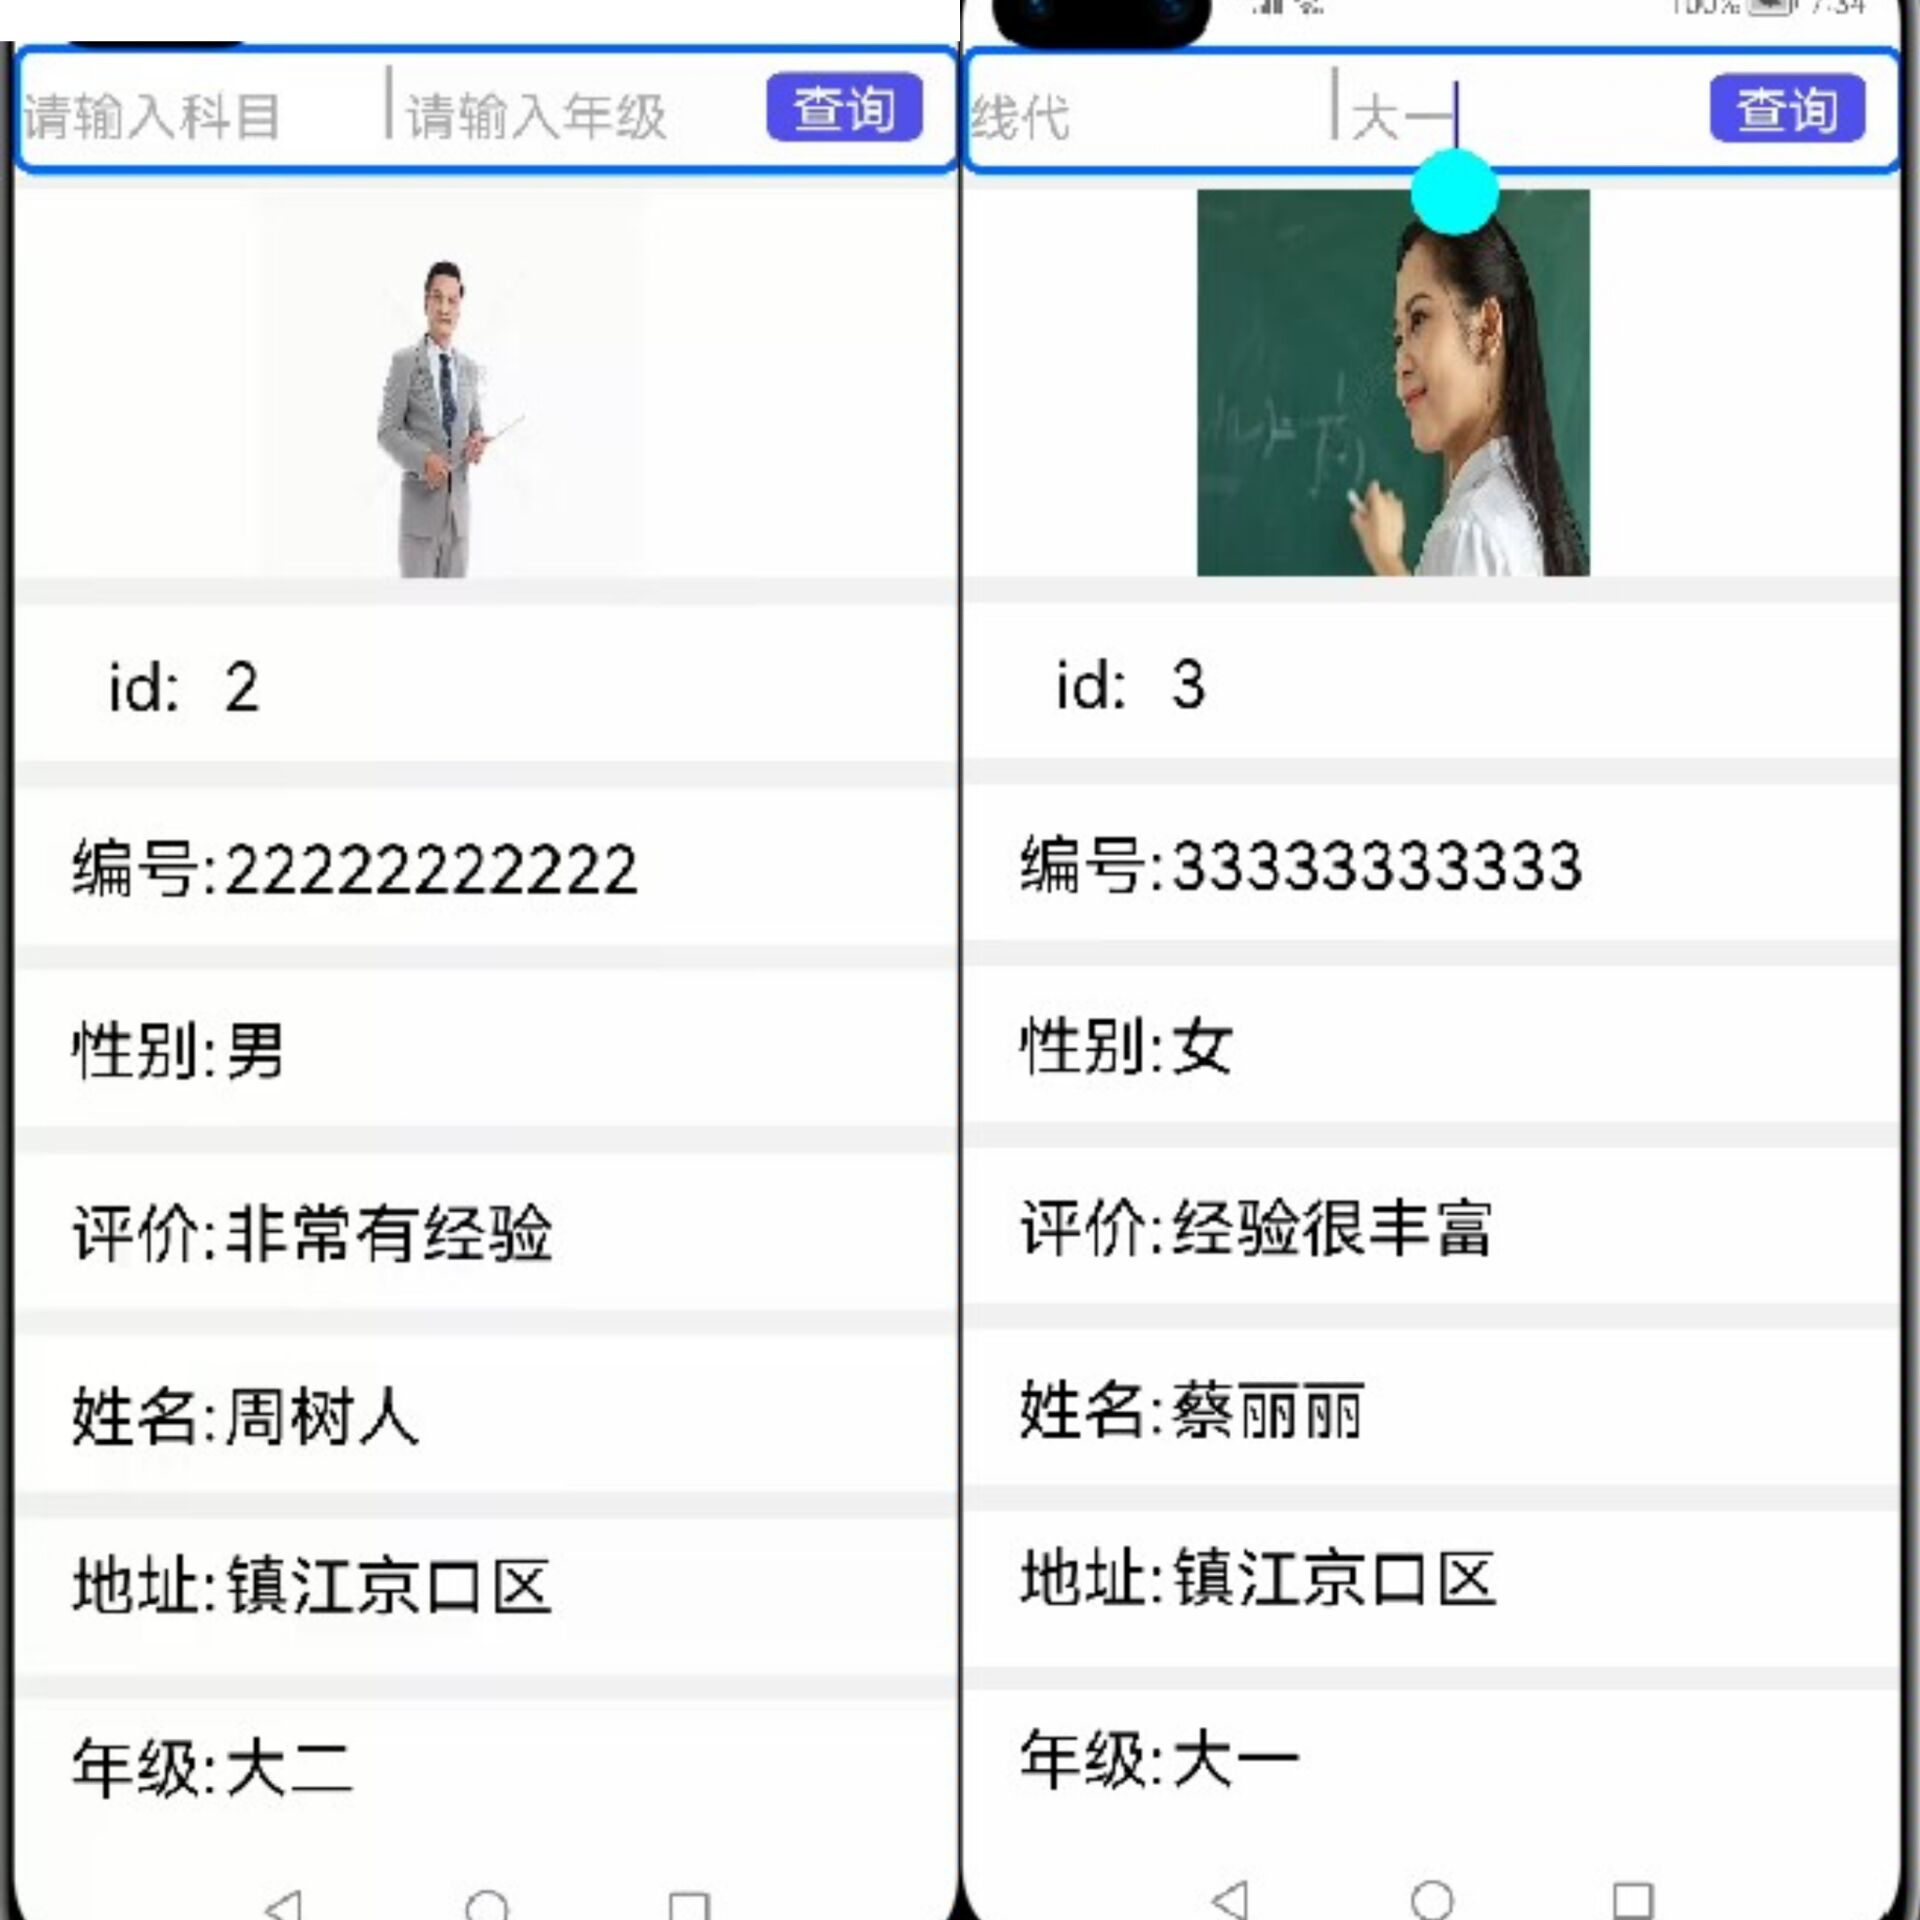 请输入科目 请输入年级 查询
id: 2
编号:22222222222
性别:男
评价:非常有经验
姓名:周树人
地址:镇江京口区
年级:大二
线代 大一 查询
id: 3
编号:33333333333
性别:女
评价:经验很丰富
姓名:蔡丽丽
地址:镇江京口区
年级:大一